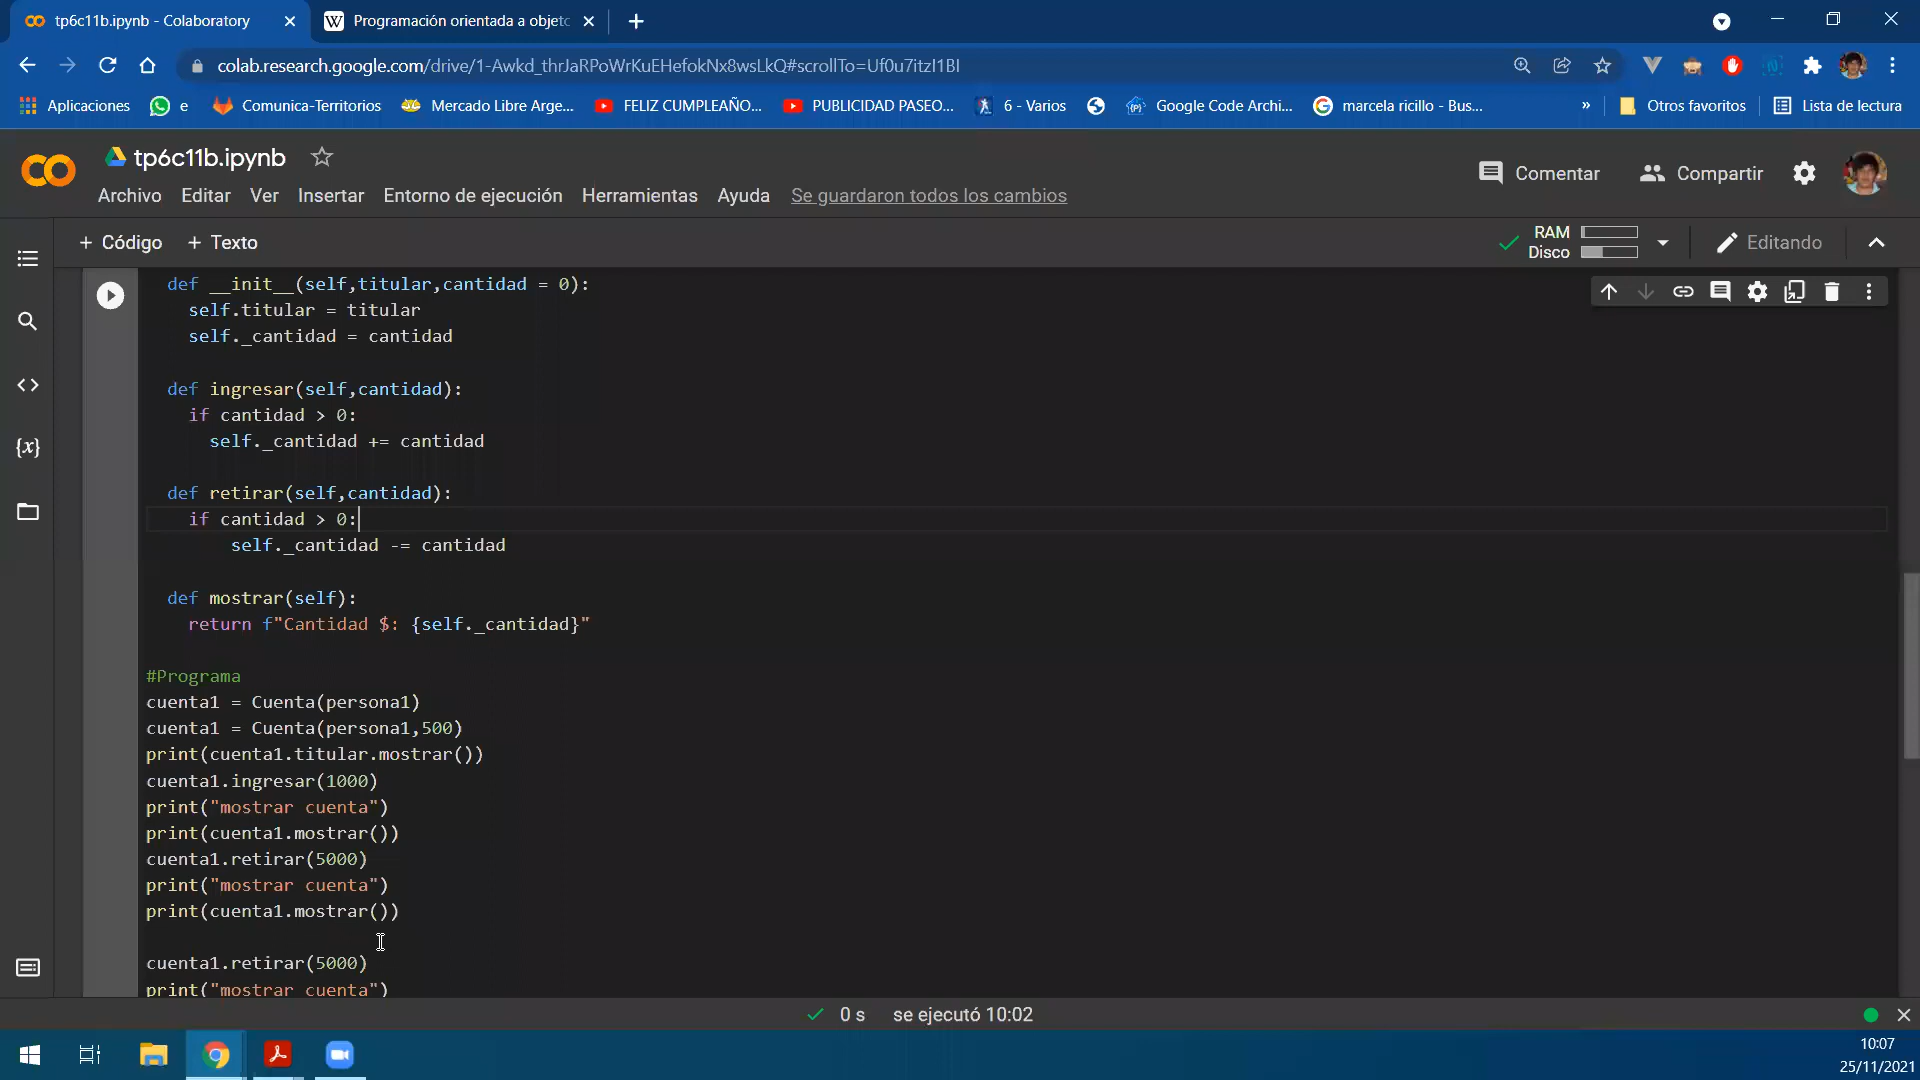 tp6c11b.ipynb - Colaboratory
Programación orientada a objeto
colab.research.google.com/drive/1-Awkd_thrJaRPoWrKuEHefokNx8wsLkQ#scrollTo=Uf0u7itzI1BI
Aplicaciones
e
Comunica-Territorios
Mercado Libre Arge...
FELIZ CUMPLEAÑO...
PUBLICIDAD PASEO...
6 - Varios
Google Code Archi...
marcela ricillo - Bus...
»
Otros favoritos
Lista de lectura
tp6c11b.ipynb
Comentar
Compartir
Archivo Editar Ver Insertar Entorno de ejecución Herramientas Ayuda Se guardaron todos los cambios
+ Código + Texto
RAM
Disco
Editando
def __init__(self,titular,cantidad = 0):
self.titular = titular
self._cantidad = cantidad
def ingresar(self,cantidad):
if cantidad > 0:
self._cantidad += cantidad
def retirar(self,cantidad):
if cantidad > 0:
self._cantidad -= cantidad
def mostrar(self):
return f"Cantidad $: {self._cantidad}"
#Programa
cuenta1 = Cuenta(persona1)
cuenta1 = Cuenta(persona1,500)
print(cuenta1.titular.mostrar())
cuenta1.ingresar(1000)
print("mostrar cuenta")
print(cuenta1.mostrar())
cuenta1.retirar(5000)
print("mostrar cuenta")
print(cuenta1.mostrar())
cuenta1.retirar(5000)
print("mostrar cuenta")
0 s se ejecutó 10:02
10:07
25/11/2021